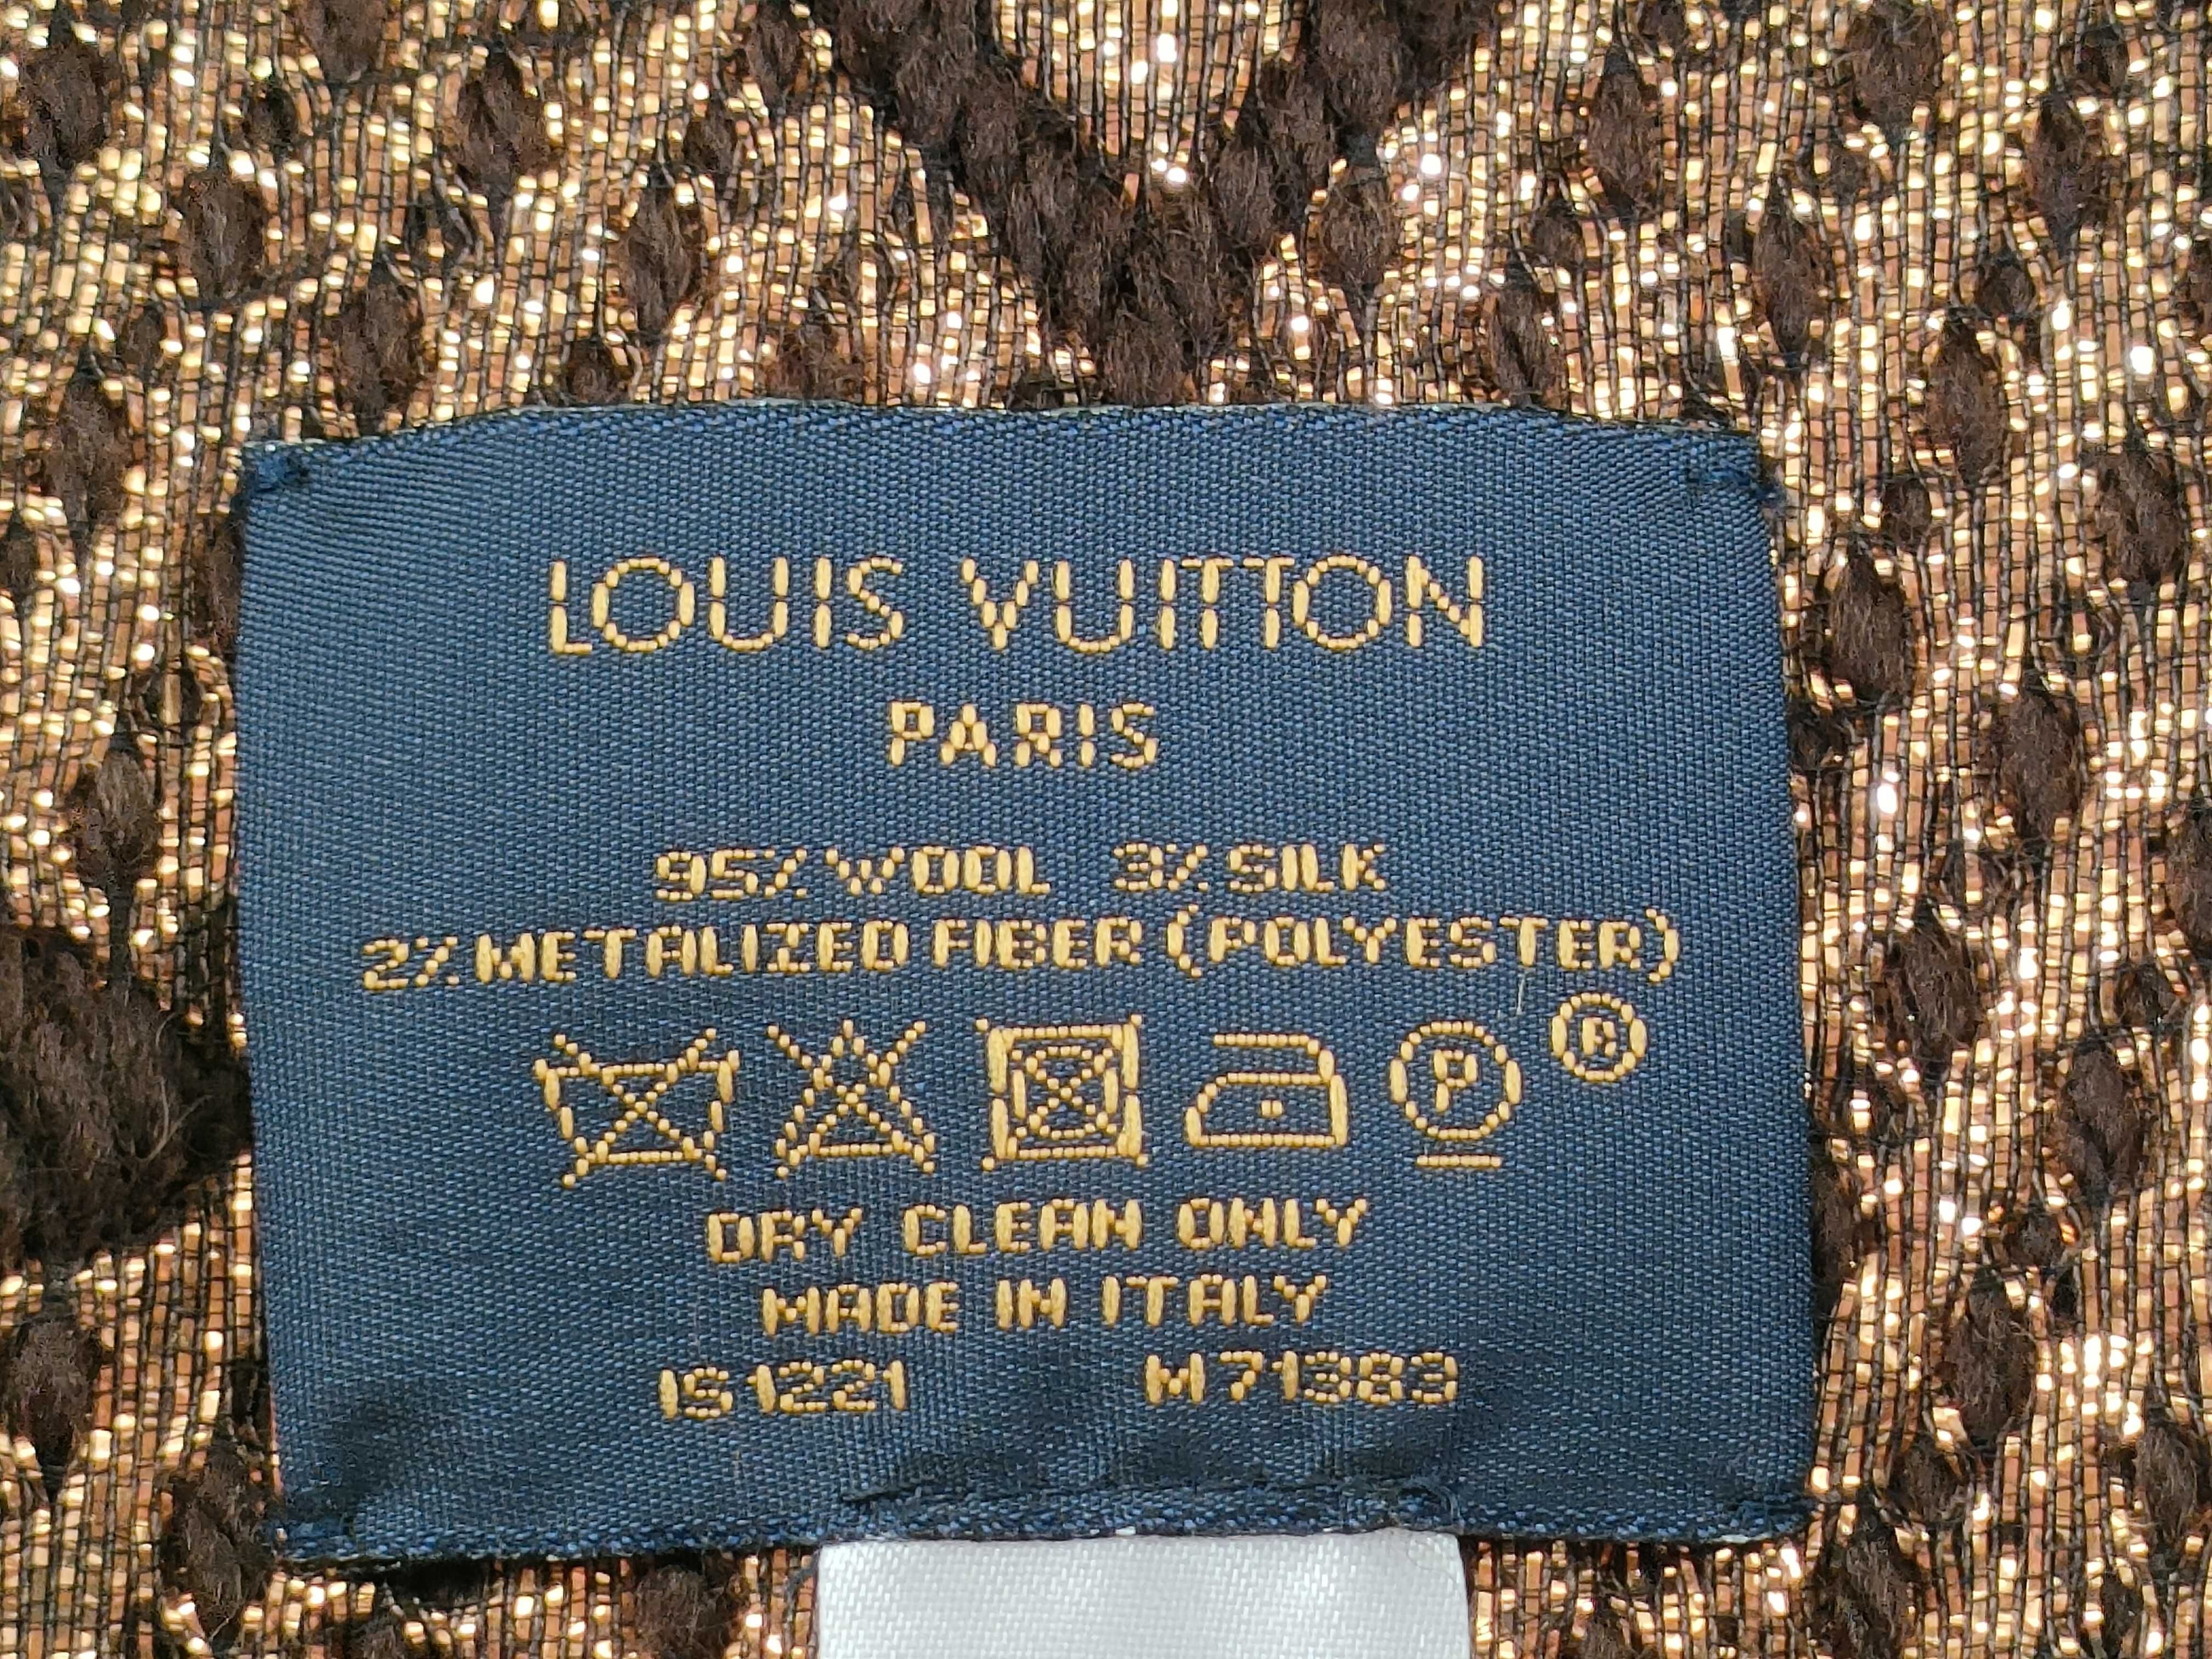 LOUIS VUITTON
PARIS
95% WOOL 3% SILK
2% METALIZED FIBER (POLYESTER)
P ®
DRY CLEAN ONLY
MADE IN ITALY
IS1221 M71383